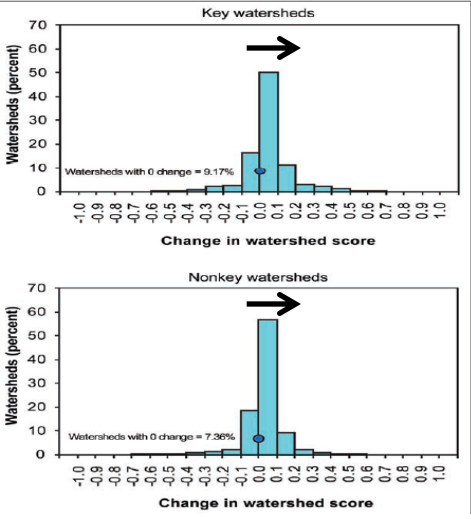 Key watersheds
Watersheds (percent)
70
60
50
40
30
20
10
0
Watersheds with 0 change = 9.17%
-1.0 -0.9 -0.8 -0.7 -0.6 -0.5 -0.4 -0.3 -0.2 -0.1 0.0 0.1 0.2 0.3 0.4 0.5 0.6 0.7 0.8 0.9 1.0
Change in watershed score
Nonkey watersheds
Watersheds (percent)
70
60
50
40
30
20
10
0
Watersheds with 0 change = 7.36%
-1.0 -0.9 -0.8 -0.7 -0.6 -0.5 -0.4 -0.3 -0.2 -0.1 0.0 0.1 0.2 0.3 0.4 0.5 0.6 0.7 0.8 0.9 1.0
Change in watershed score